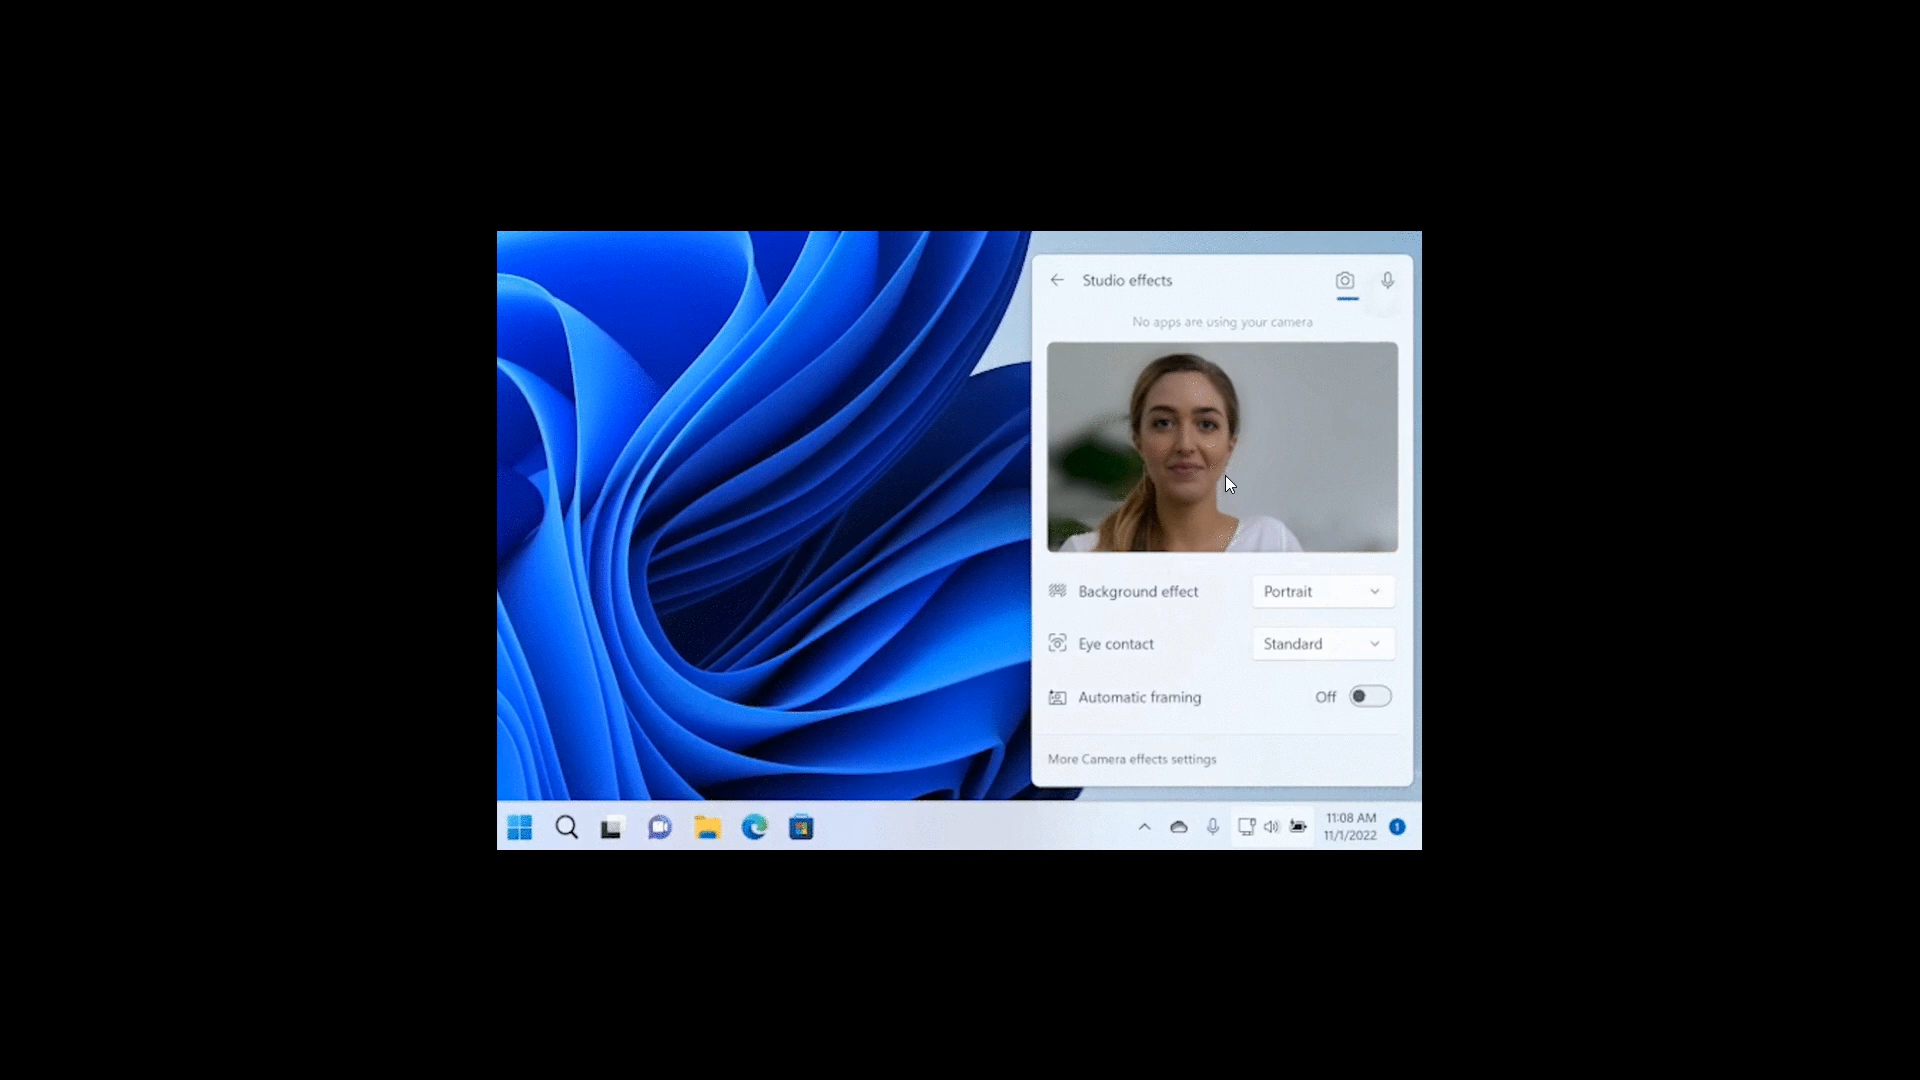 Studio effects
No apps are using your camera
Background effect
Portrait
Eye contact
Standard
Automatic framing
Off
More Camera effects settings
11:08 AM
11/1/2022
1